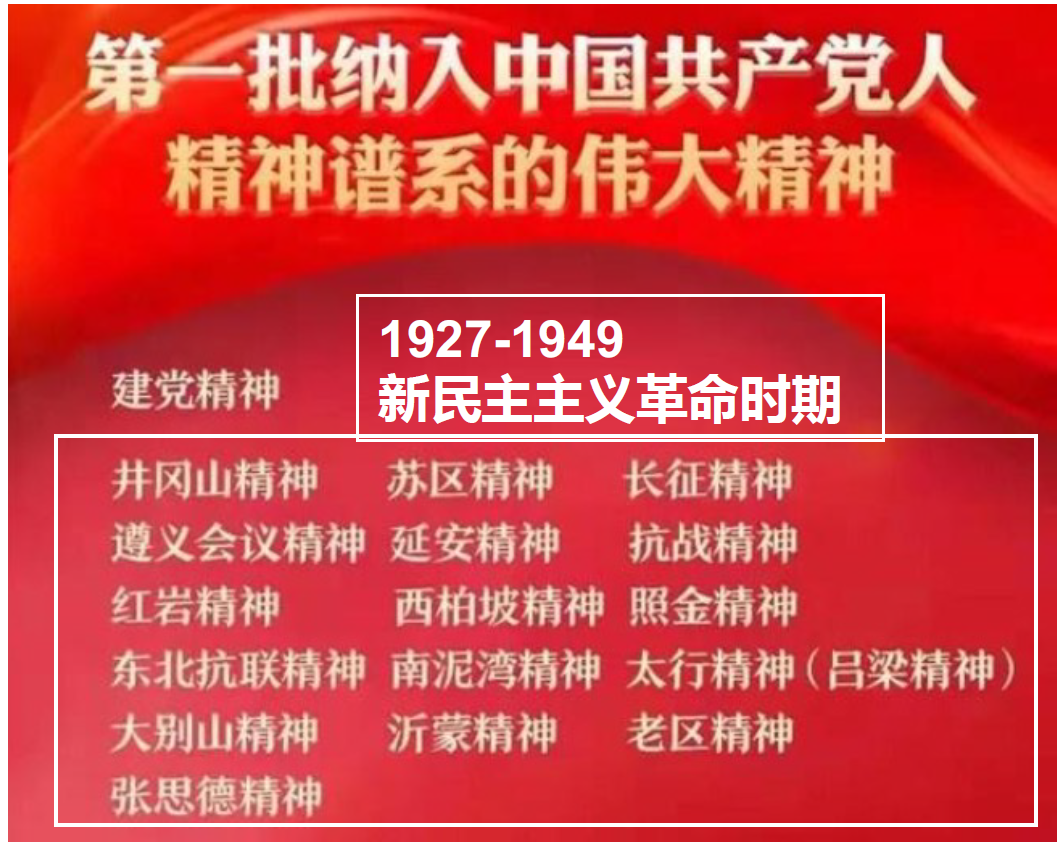 第一批纳入中国共产党人
精神谱系的伟大精神
1927-1949
新民主主义革命时期
建党精神
井冈山精神 苏区精神 长征精神
遵义会议精神 延安精神 抗战精神
红岩精神 西柏坡精神 照金精神
东北抗联精神 南泥湾精神 太行精神（吕梁精神）
大别山精神 沂蒙精神 老区精神
张思德精神